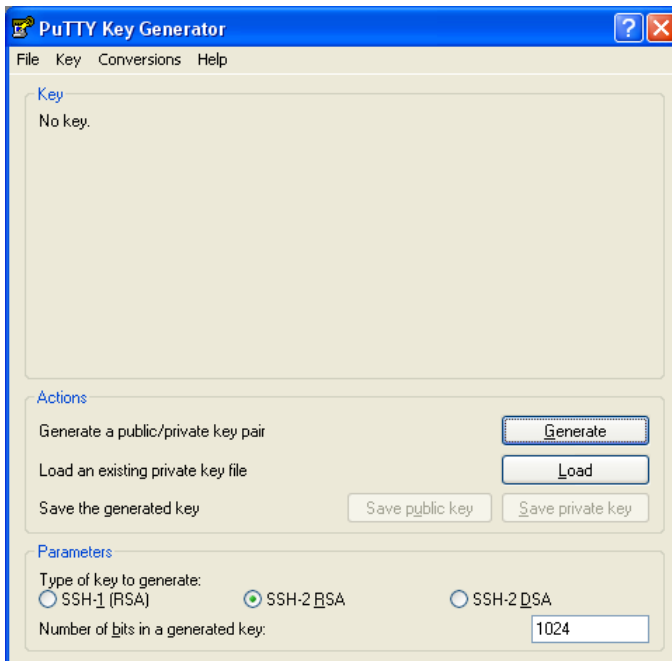 PuTTY Key Generator
File Key Conversions Help
Key
No key.
Actions
Generate a public/private key pair
Generate
Load an existing private key file
Load
Save the generated key
Save public key
Save private key
Parameters
Type of key to generate:
SSH-1 (RSA)
SSH-2 RSA
SSH-2 DSA
Number of bits in a generated key:
1024